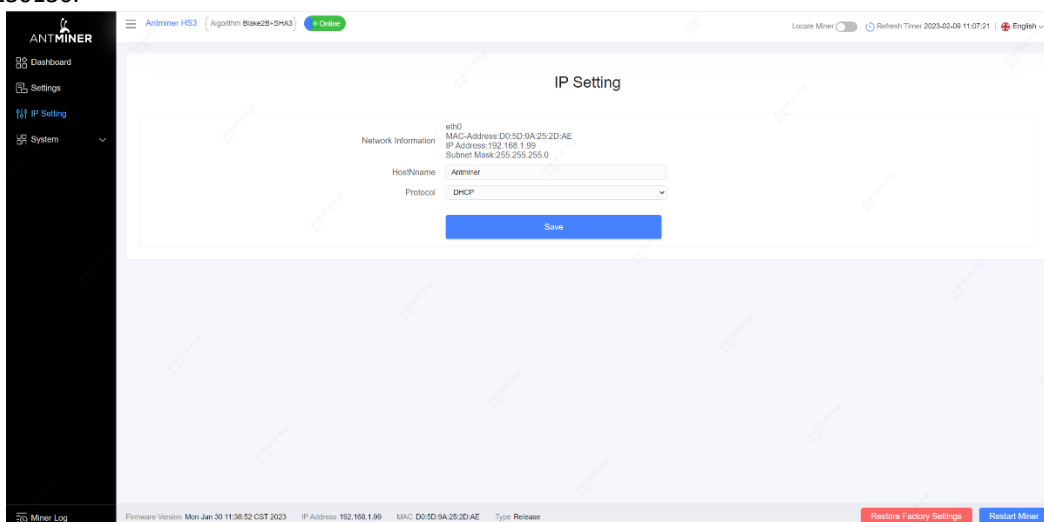 ANTMINER
Antminer HS3 { Algorithm Blake2B+SHA3 } Online
Locate Miner Refresh Timer 2023-02-09 11:07:21 | English
Dashboard
Settings
IP Setting
System
IP Setting
Network Information
eth0
MAC-Address:D0:5D:9A:25:2D:AE
IP Address:192.168.1.99
Subnet Mask:255.255.255.0
HostNname Antminer
Protocol DHCP
Save
Miner Log
Firmware Version Mon Jan 30 11:36:52 CST 2023 IP Address 192.168.1.99 MAC D0:5D:9A:25:2D:AE Type Release
Restore Factory Settings Restart Miner